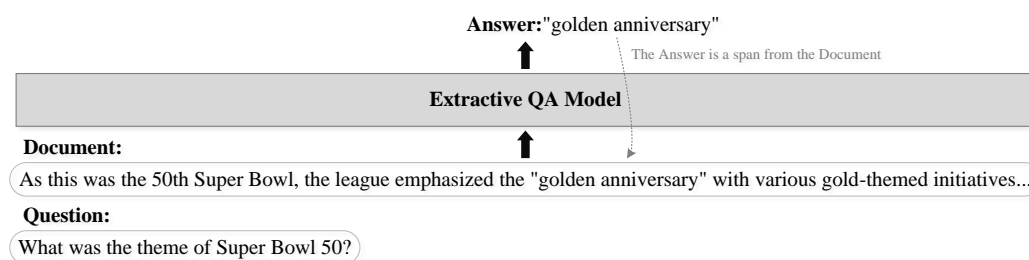 Answer:"golden anniversary"
The Answer is a span from the Document
Extractive QA Model
Document:
As this was the 50th Super Bowl, the league emphasized the "golden anniversary" with various gold-themed initiatives...
Question:
What was the theme of Super Bowl 50?